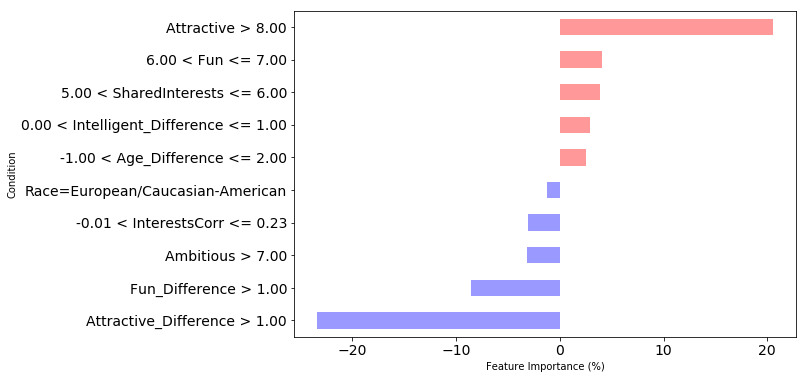 Attractive > 8.00
6.00 < Fun <= 7.00
5.00 < SharedInterests <= 6.00
0.00 < Intelligent_Difference <= 1.00
-1.00 < Age_Difference <= 2.00
Race=European/Caucasian-American
-0.01 < InterestsCorr <= 0.23
Ambitious > 7.00
Fun_Difference > 1.00
Attractive_Difference > 1.00
Condition
−20 −10 0 10 20
Feature Importance (%)